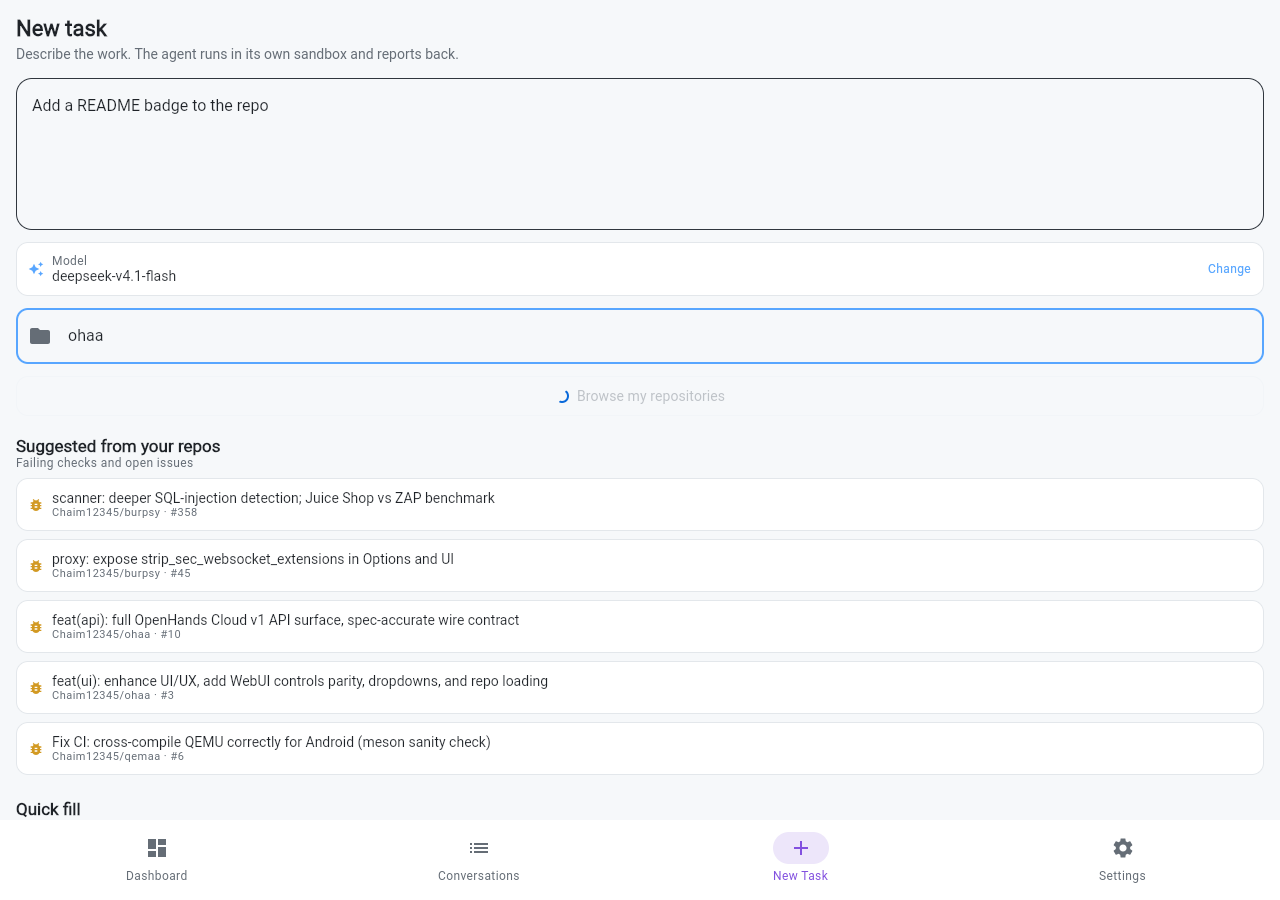 New task
Describe the work. The agent runs in its own sandbox and reports back.
Add a README badge to the repo
Model
deepseek-v4.1-flash
Change
ohaa
Browse my repositories
Suggested from your repos
Failing checks and open issues
scanner: deeper SQL-injection detection; Juice Shop vs ZAP benchmark
Chaim12345/burpsy · #358
proxy: expose strip_sec_websocket_extensions in Options and UI
Chaim12345/burpsy · #45
feat(api): full OpenHands Cloud v1 API surface, spec-accurate wire contract
Chaim12345/ohaa · #10
feat(ui): enhance UI/UX, add WebUI controls parity, dropdowns, and repo loading
Chaim12345/ohaa · #3
Fix CI: cross-compile QEMU correctly for Android (meson sanity check)
Chaim12345/qemaa · #6
Quick fill
Dashboard
Conversations
New Task
Settings